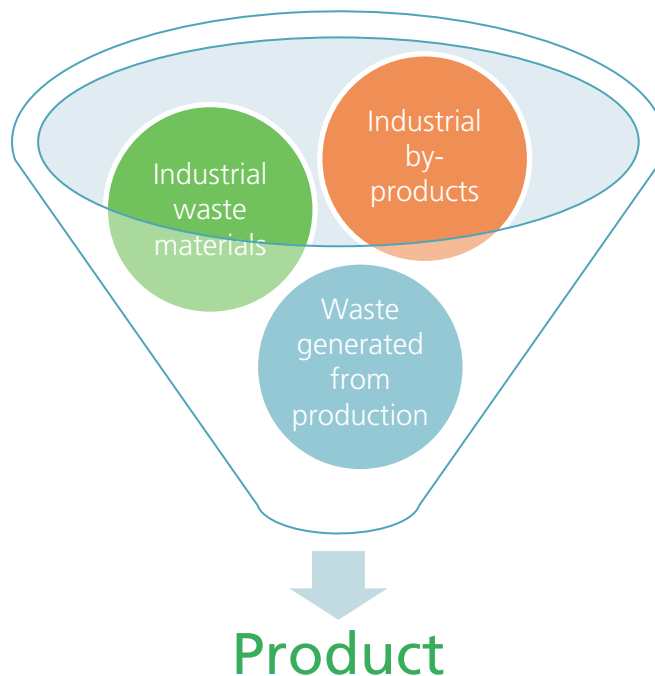 Industrial
waste
materials
Industrial
by-
products
Waste
generated
from
production
Product